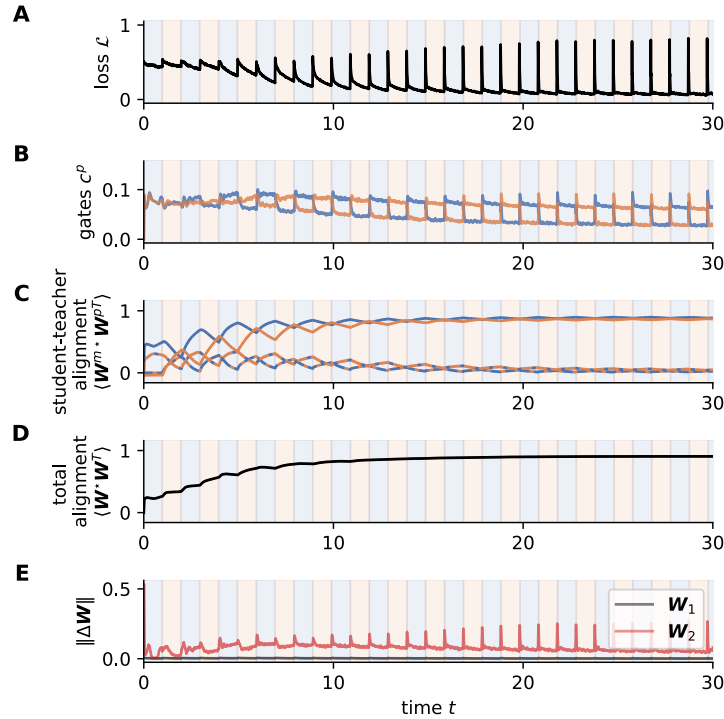 A
loss ℒ
1
0
0
10
20
30
B
gates c^p
0.1
0.0
0
10
20
30
C
student-teacher
alignment
⟨W^{m⋆} W^{pT}⟩
1
0
0
10
20
30
D
total
alignment
⟨W^⋆ W^T⟩
1
0
0
10
20
30
E
‖ΔW‖
0.5
0.0
W_1
W_2
0
10
20
30
time t